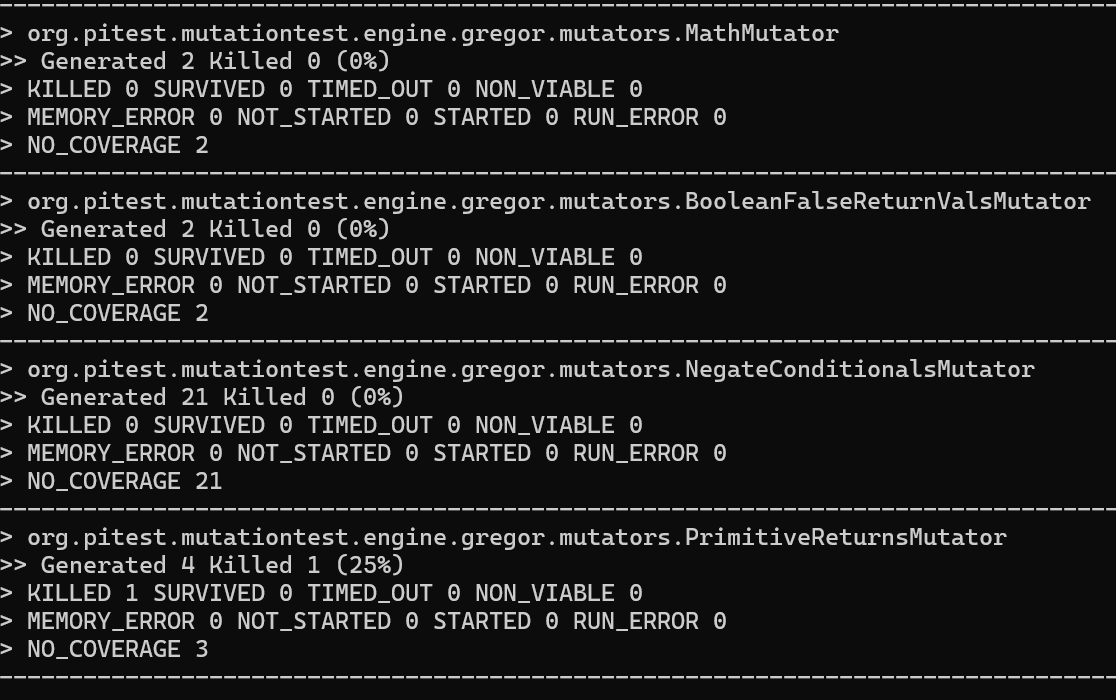 --------------------------------------------------------------------------------
> org.pitest.mutationtest.engine.gregor.mutators.MathMutator
>> Generated 2 Killed 0 (0%)
> KILLED 0 SURVIVED 0 TIMED_OUT 0 NON_VIABLE 0
> MEMORY_ERROR 0 NOT_STARTED 0 STARTED 0 RUN_ERROR 0
> NO_COVERAGE 2
--------------------------------------------------------------------------------
> org.pitest.mutationtest.engine.gregor.mutators.BooleanFalseReturnValsMutator
>> Generated 2 Killed 0 (0%)
> KILLED 0 SURVIVED 0 TIMED_OUT 0 NON_VIABLE 0
> MEMORY_ERROR 0 NOT_STARTED 0 STARTED 0 RUN_ERROR 0
> NO_COVERAGE 2
--------------------------------------------------------------------------------
> org.pitest.mutationtest.engine.gregor.mutators.NegateConditionalsMutator
>> Generated 21 Killed 0 (0%)
> KILLED 0 SURVIVED 0 TIMED_OUT 0 NON_VIABLE 0
> MEMORY_ERROR 0 NOT_STARTED 0 STARTED 0 RUN_ERROR 0
> NO_COVERAGE 21
--------------------------------------------------------------------------------
> org.pitest.mutationtest.engine.gregor.mutators.PrimitiveReturnsMutator
>> Generated 4 Killed 1 (25%)
> KILLED 1 SURVIVED 0 TIMED_OUT 0 NON_VIABLE 0
> MEMORY_ERROR 0 NOT_STARTED 0 STARTED 0 RUN_ERROR 0
> NO_COVERAGE 3
--------------------------------------------------------------------------------